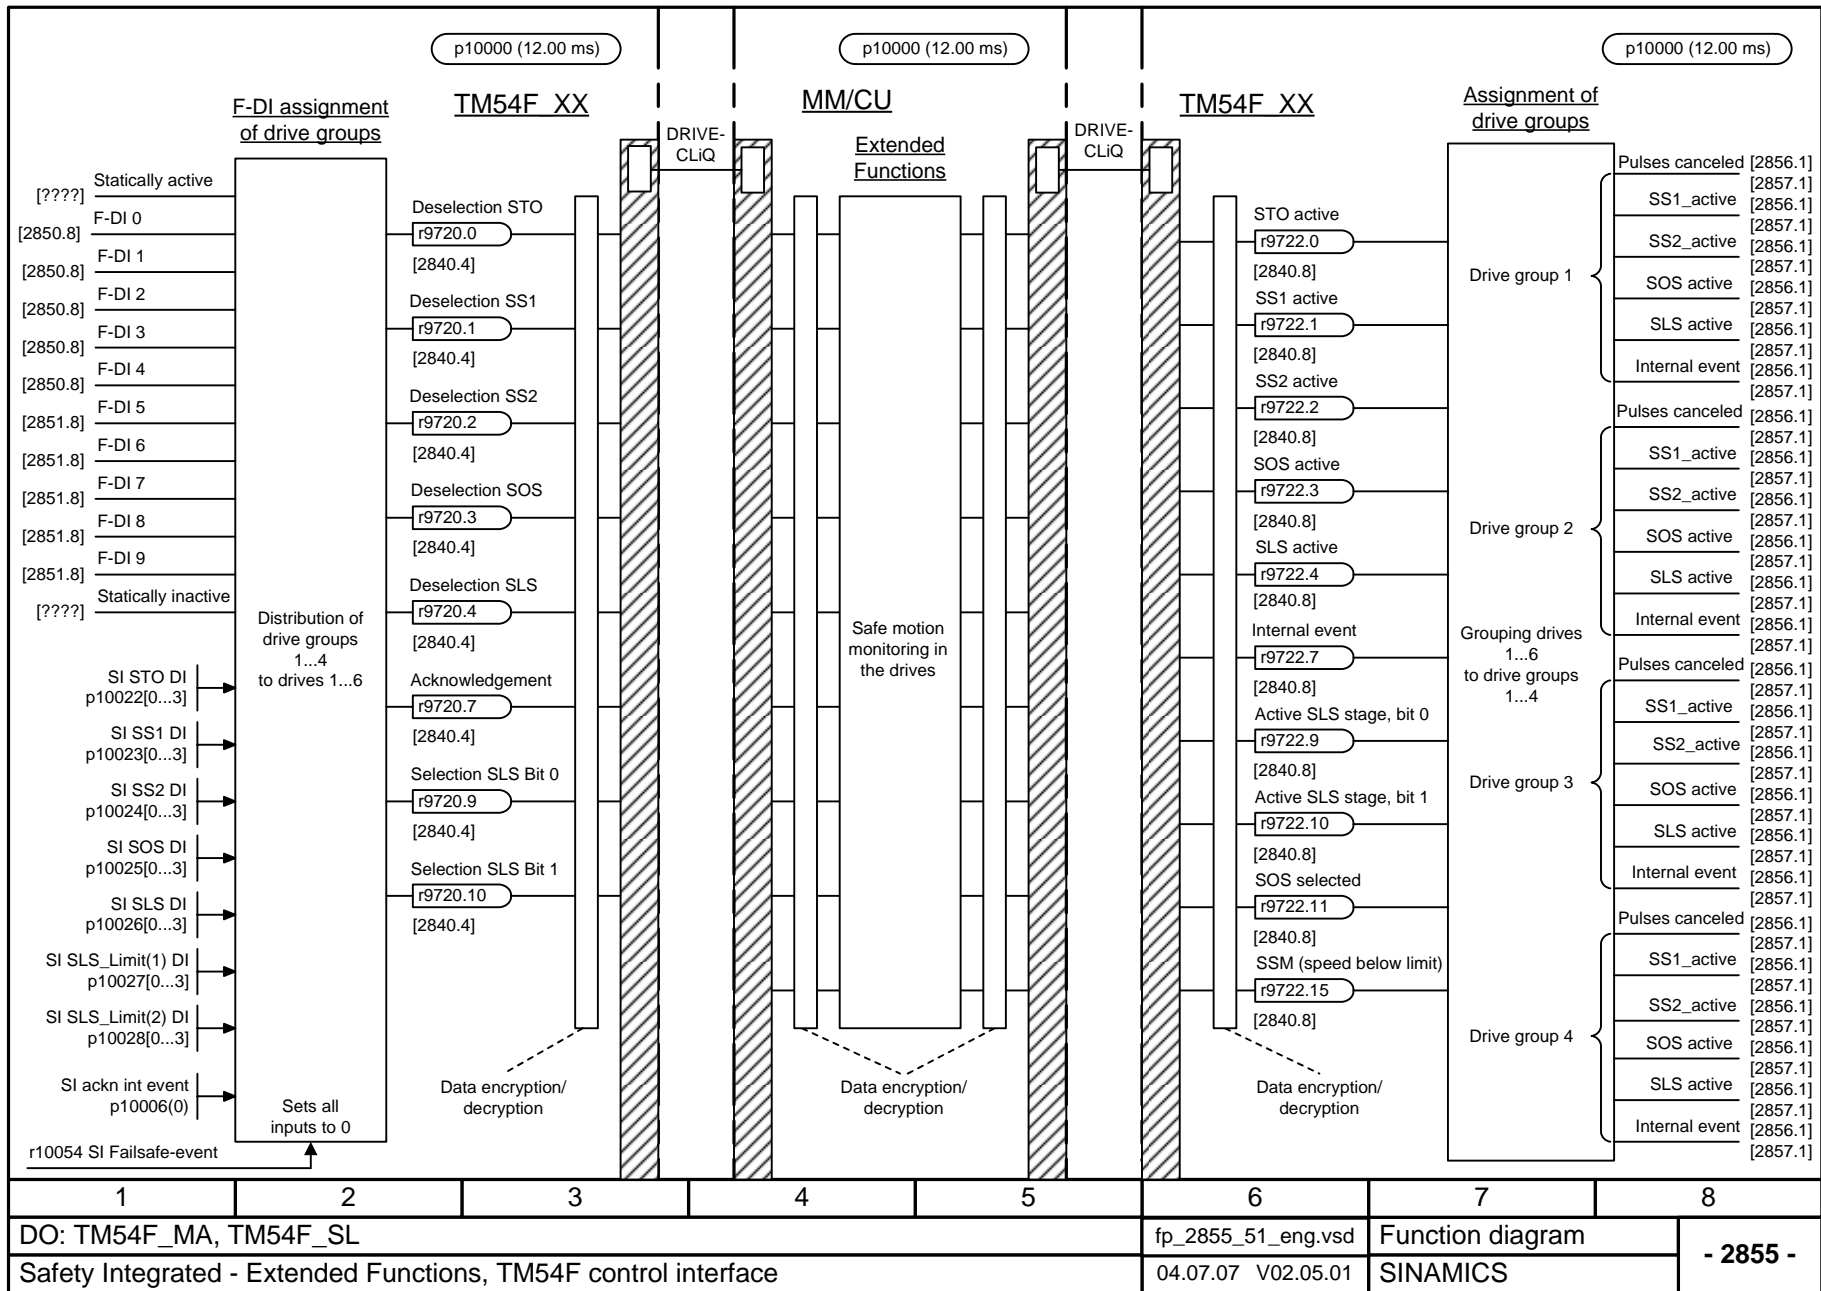 p10000 (12.00 ms)
p10000 (12.00 ms)
p10000 (12.00 ms)
F-DI assignment
of drive groups
TM54F_XX
DRIVE-
CLiQ
MM/CU
Extended
Functions
DRIVE-
CLiQ
TM54F_XX
Assignment of
drive groups
Statically active
[????]
F-DI 0
[2850.8]
F-DI 1
[2850.8]
F-DI 2
[2850.8]
F-DI 3
[2850.8]
F-DI 4
[2850.8]
F-DI 5
[2851.8]
F-DI 6
[2851.8]
F-DI 7
[2851.8]
F-DI 8
[2851.8]
F-DI 9
[2851.8]
Statically inactive
[????]
SI STO DI
p10022[0...3]
SI SS1 DI
p10023[0...3]
SI SS2 DI
p10024[0...3]
SI SOS DI
p10025[0...3]
SI SLS DI
p10026[0...3]
SI SLS_Limit(1) DI
p10027[0...3]
SI SLS_Limit(2) DI
p10028[0...3]
SI ackn int event
p10006(0)
r10054 SI Failsafe-event
Distribution of
drive groups
1...4
to drives 1...6
Sets all
inputs to 0
Deselection STO
r9720.0
[2840.4]
Deselection SS1
r9720.1
[2840.4]
Deselection SS2
r9720.2
[2840.4]
Deselection SOS
r9720.3
[2840.4]
Deselection SLS
r9720.4
[2840.4]
Acknowledgement
r9720.7
[2840.4]
Selection SLS Bit 0
r9720.9
[2840.4]
Selection SLS Bit 1
r9720.10
[2840.4]
Data encryption/
decryption
Safe motion
monitoring in
the drives
Data encryption/
decryption
STO active
r9722.0
[2840.8]
SS1 active
r9722.1
[2840.8]
SS2 active
r9722.2
[2840.8]
SOS active
r9722.3
[2840.8]
SLS active
r9722.4
[2840.8]
Internal event
r9722.7
[2840.8]
Active SLS stage, bit 0
r9722.9
[2840.8]
Active SLS stage, bit 1
r9722.10
[2840.8]
SOS selected
r9722.11
[2840.8]
SSM (speed below limit)
r9722.15
[2840.8]
Data encryption/
decryption
Drive group 1
Drive group 2
Grouping drives
1...6
to drive groups
1...4
Drive group 3
Drive group 4
Pulses canceled [2856.1]
[2857.1]
SS1_active [2856.1]
[2857.1]
SS2_active [2856.1]
[2857.1]
SOS active [2856.1]
[2857.1]
SLS active [2856.1]
[2857.1]
Internal event [2856.1]
[2857.1]
Pulses canceled [2856.1]
[2857.1]
SS1_active [2856.1]
[2857.1]
SS2_active [2856.1]
[2857.1]
SOS active [2856.1]
[2857.1]
SLS active [2856.1]
[2857.1]
Internal event [2856.1]
[2857.1]
Pulses canceled [2856.1]
[2857.1]
SS1_active [2856.1]
[2857.1]
SS2_active [2856.1]
[2857.1]
SOS active [2856.1]
[2857.1]
SLS active [2856.1]
[2857.1]
Internal event [2856.1]
[2857.1]
Pulses canceled [2856.1]
[2857.1]
SS1_active [2856.1]
[2857.1]
SS2_active [2856.1]
[2857.1]
SOS active [2856.1]
[2857.1]
SLS active [2856.1]
[2857.1]
Internal event [2856.1]
[2857.1]
1 2 3 4 5 6 7 8
DO: TM54F_MA, TM54F_SL
fp_2855_51_eng.vsd
Function diagram
- 2855 -
Safety Integrated - Extended Functions, TM54F control interface
04.07.07 V02.05.01
SINAMICS